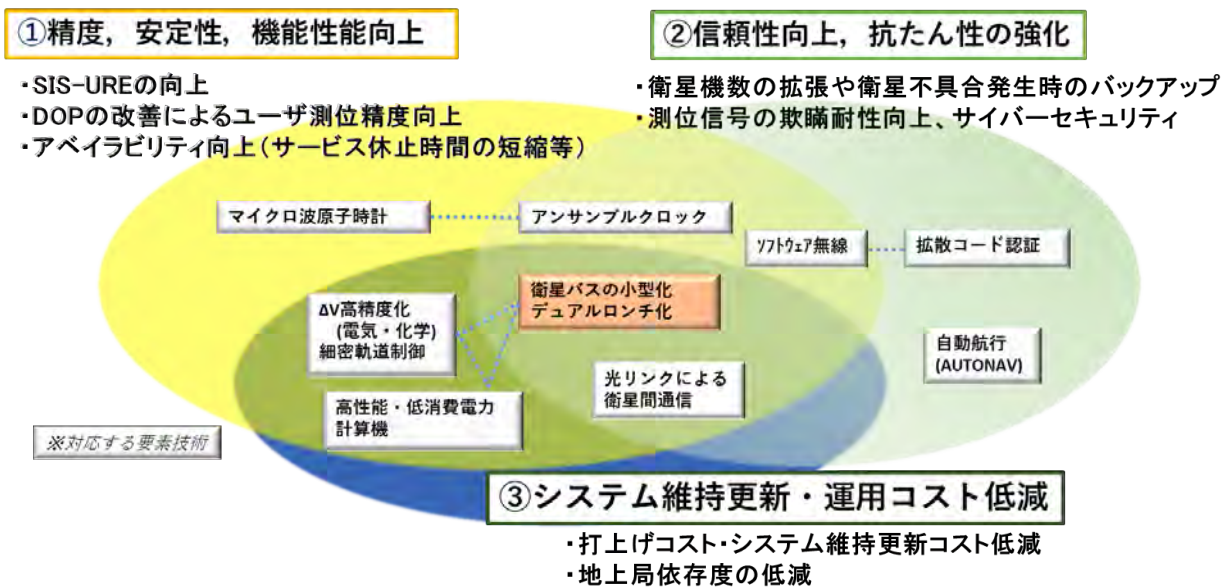 ①精度，安定性，機能性能向上
・SIS-UREの向上
・DOPの改善によるユーザ測位精度向上
・アベイラビリティ向上（サービス休止時間の短縮等）
②信頼性向上，抗たん性の強化
・衛星機数の拡張や衛星不具合発生時のバックアップ
・測位信号の欺瞞耐性向上、サイバーセキュリティ
マイクロ波原子時計
アンサンブルクロック
ｿﾌﾄｳｪｱ無線
拡散コード認証
ΔV高精度化
(電気・化学)
細密軌道制御
衛星バスの小型化
デュアルロンチ化
自動航行
(AUTONAV)
高性能・低消費電力
計算機
光リンクによる
衛星間通信
※対応する要素技術
③システム維持更新・運用コスト低減
・打上げコスト・システム維持更新コスト低減
・地上局依存度の低減